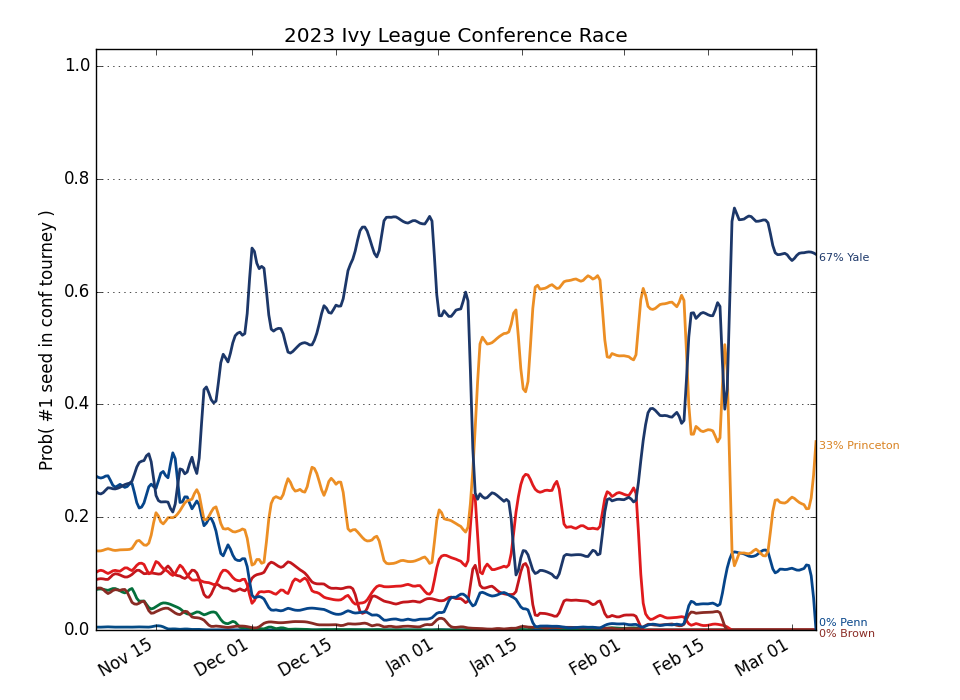 2023 Ivy League Conference Race
Prob( #1 seed in conf tourney )
1.0
0.8
0.6
0.4
0.2
0.0
67% Yale
33% Princeton
0% Penn
0% Brown
Nov 15
Dec 01
Dec 15
Jan 01
Jan 15
Feb 01
Feb 15
Mar 01